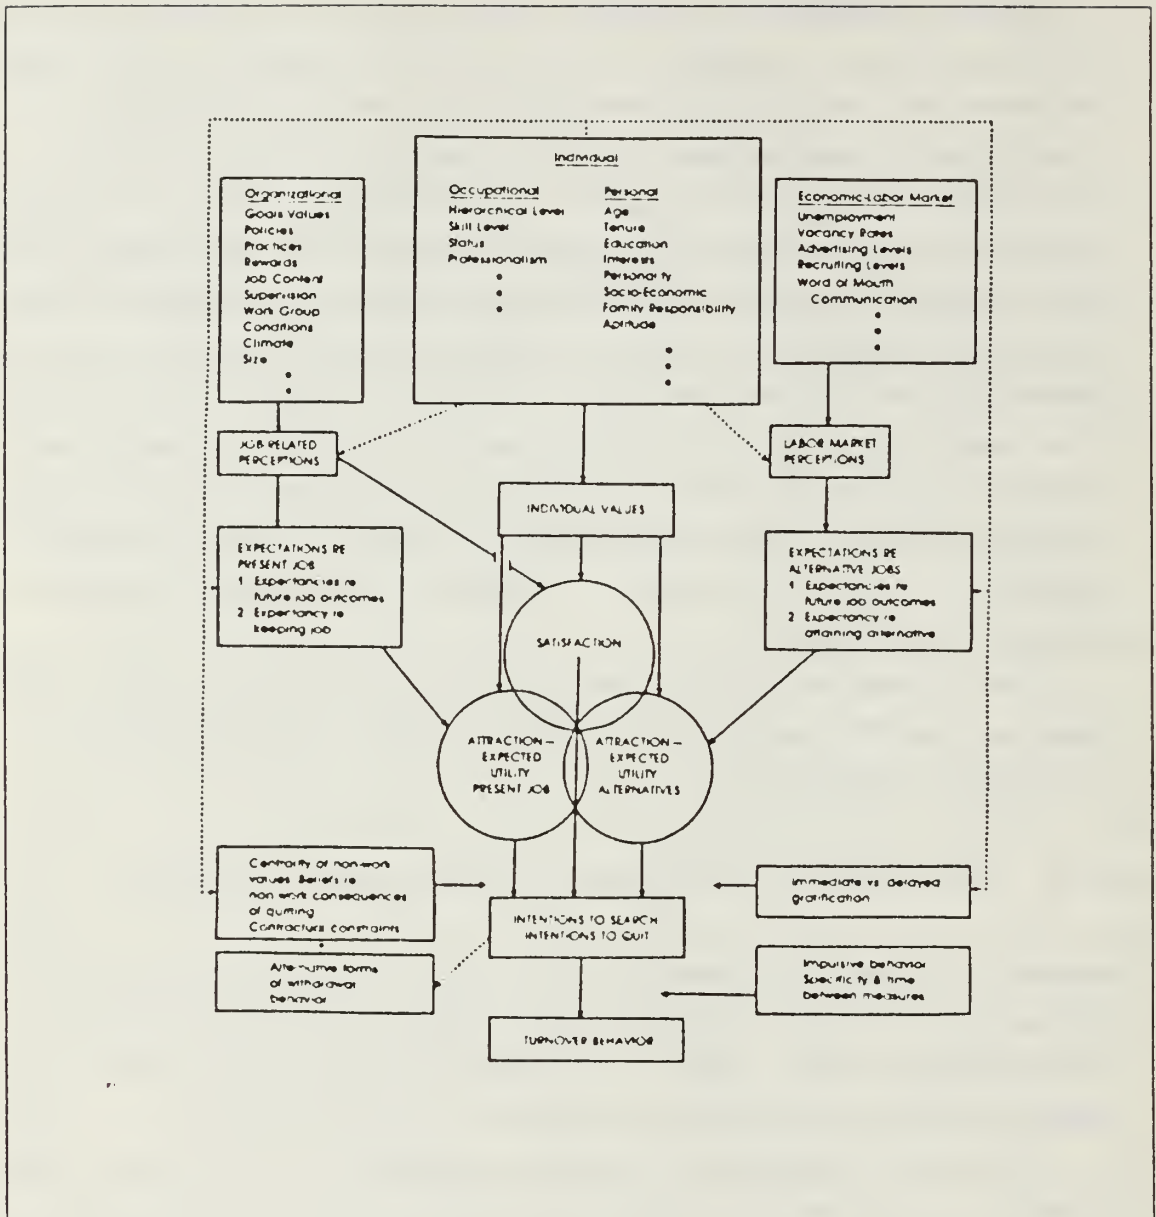 Individual
Organizational
Goals Values
Policies
Practices
Rewards
Job Content
Supervision
Work Group
Conditions
Climate
Size
Occupational
Hierarchical Level
Skill Level
Status
Professionalism
Personal
Age
Tenure
Education
Interests
Personality
Socio-Economic
Family Responsibility
Aptitude
Economic-Labor Market
Unemployment
Vacancy Rates
Advertising Levels
Recruiting Levels
Word of Mouth
Communication
JOB RELATED
PERCEPTIONS
LABOR MARKET
PERCEPTIONS
INDIVIDUAL VALUES
EXPECTATIONS RE
PRESENT JOB
1 Expectancies re
future job outcomes
2 Expectancy re
keeping job
EXPECTATIONS RE
ALTERNATIVE JOBS
1 Expectancies re
future job outcomes
2 Expectancy re
attaining alternative
SATISFACTION
ATTRACTION—
EXPECTED
UTILITY
PRESENT JOB
ATTRACTION—
EXPECTED
UTILITY
ALTERNATIVES
Centrality of non-work
values. Beliefs re
non work consequences
of quitting
Contractual constraints
Immediate vs. delayed
gratification
INTENTIONS TO SEARCH
INTENTIONS TO QUIT
Alternative forms
of withdrawal
behavior
Impulsive behavior
Specificity & time
between measures
TURNOVER BEHAVIOR